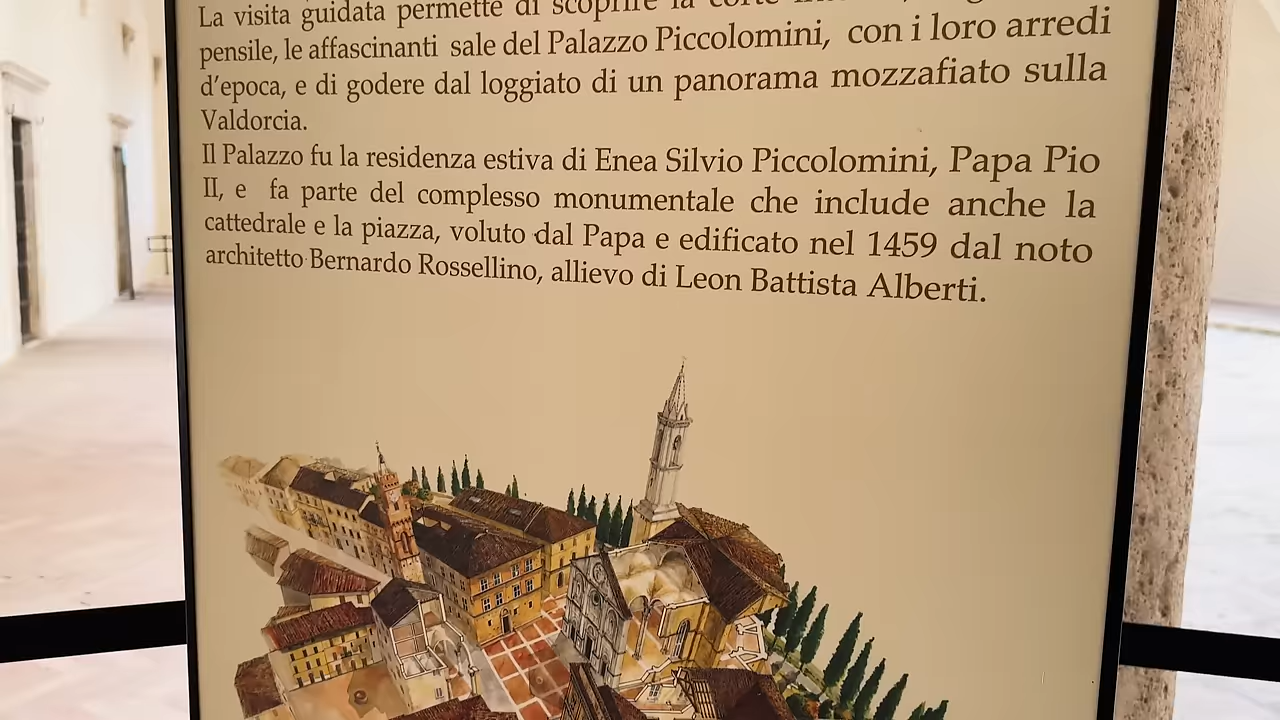 La visita guidata permette di scoprire la corte
pensile, le affascinanti sale del Palazzo Piccolomini, con i loro arredi
d'epoca, e di godere dal loggiato di un panorama mozzafiato sulla
Valdorcia.
Il Palazzo fu la residenza estiva di Enea Silvio Piccolomini, Papa Pio
II, e fa parte del complesso monumentale che include anche la
cattedrale e la piazza, voluto dal Papa e edificato nel 1459 dal noto
architetto Bernardo Rossellino, allievo di Leon Battista Alberti.